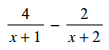 4/(x + 1) − 2/(x + 2)